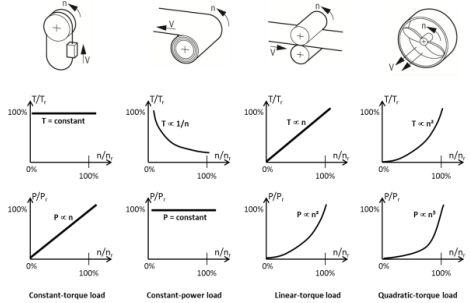 n
V
n
V
n
V
n
V
T/Tr
100%
T = constant
n/nr
0%
100%
T/Tr
T ∝ 1/n
n/nr
0%
100%
T/Tr
100%
T ∝ n
n/nr
0%
100%
T/Tr
100%
T ∝ n²
n/nr
0%
100%
P/Pr
100%
P ∝ n
n/nr
0%
100%
P/Pr
100%
P = constant
n/nr
0%
100%
P/Pr
100%
P ∝ n²
n/nr
0%
100%
P/Pr
100%
P ∝ n³
n/nr
0%
100%
Constant-torque load
Constant-power load
Linear-torque load
Quadratic-torque load